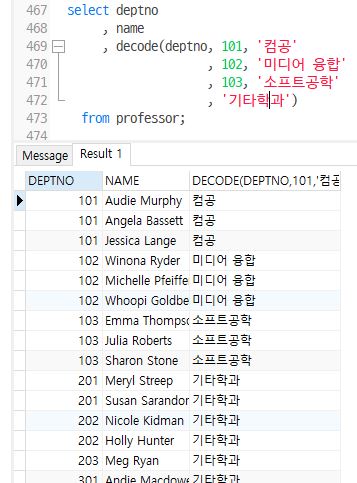 467 select deptno
468 , name
469 , decode(deptno, 101, '컴공'
470 , 102, '미디어 융합'
471 , 103, '소프트공학'
472 , '기타학과')
473 from professor;
474
Message Result 1
DEPTNO NAME DECODE(DEPTNO,101,'컴공
101 Audie Murphy 컴공
101 Angela Bassett 컴공
101 Jessica Lange 컴공
102 Winona Ryder 미디어 융합
102 Michelle Pfeiffe 미디어 융합
102 Whoopi Goldbe 미디어 융합
103 Emma Thomps 소프트공학
103 Julia Roberts 소프트공학
103 Sharon Stone 소프트공학
201 Meryl Streep 기타학과
201 Susan Sarandor 기타학과
202 Nicole Kidman 기타학과
202 Holly Hunter 기타학과
203 Meg Ryan 기타학과
301 Andie Macdowe 기타학과